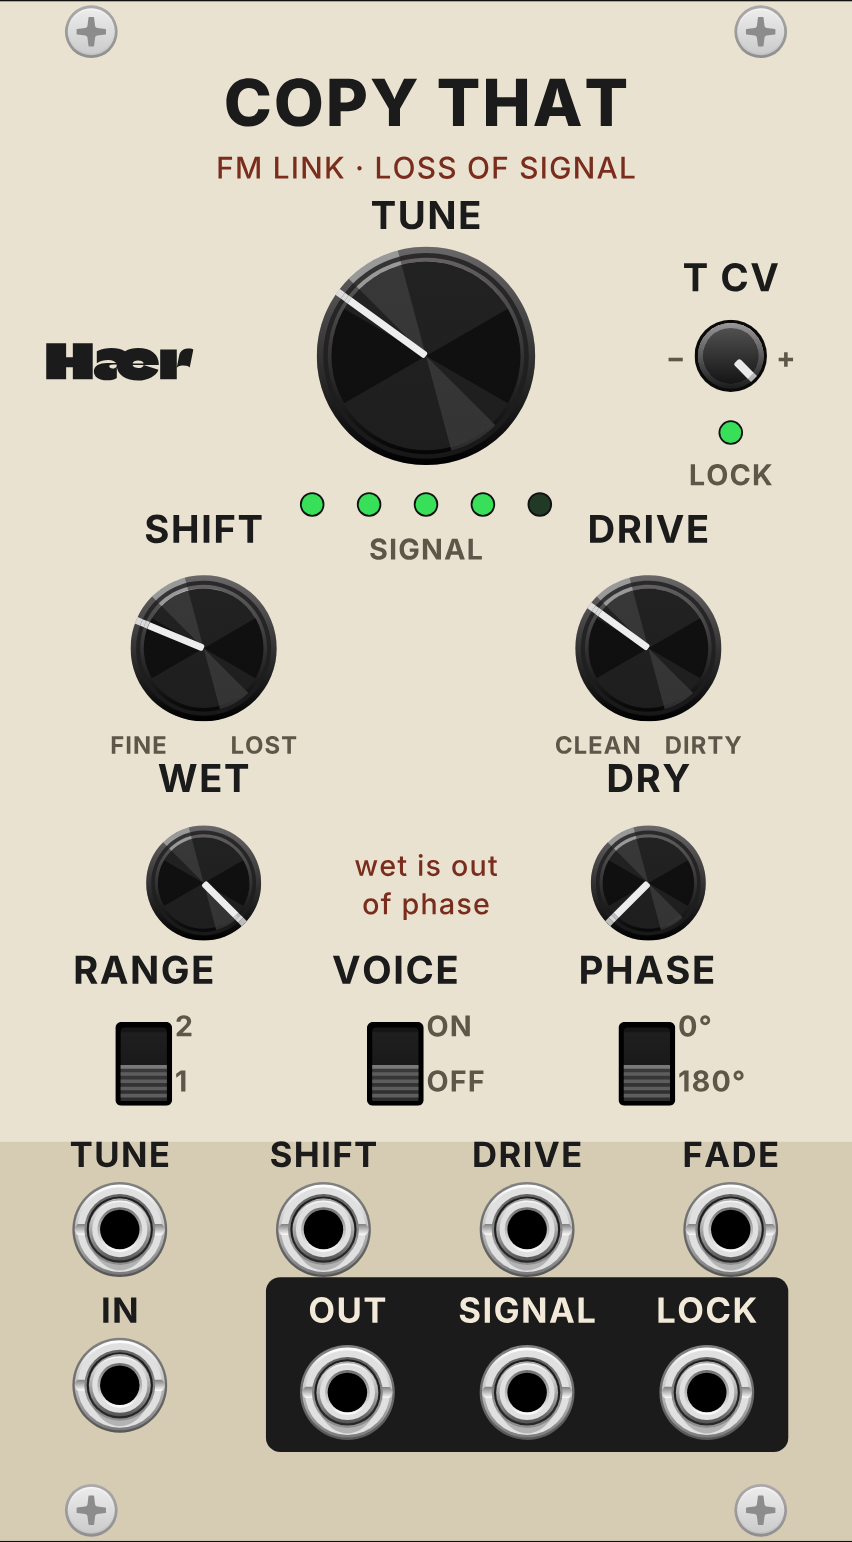 COPY THAT
FM LINK · LOSS OF SIGNAL
TUNE
T CV
Hær
− +
LOCK
SIGNAL
SHIFT
DRIVE
FINE LOST
CLEAN DIRTY
WET
DRY
wet is out
of phase
RANGE
VOICE
PHASE
2
1
ON
OFF
0°
180°
TUNE
SHIFT
DRIVE
FADE
IN
OUT
SIGNAL
LOCK